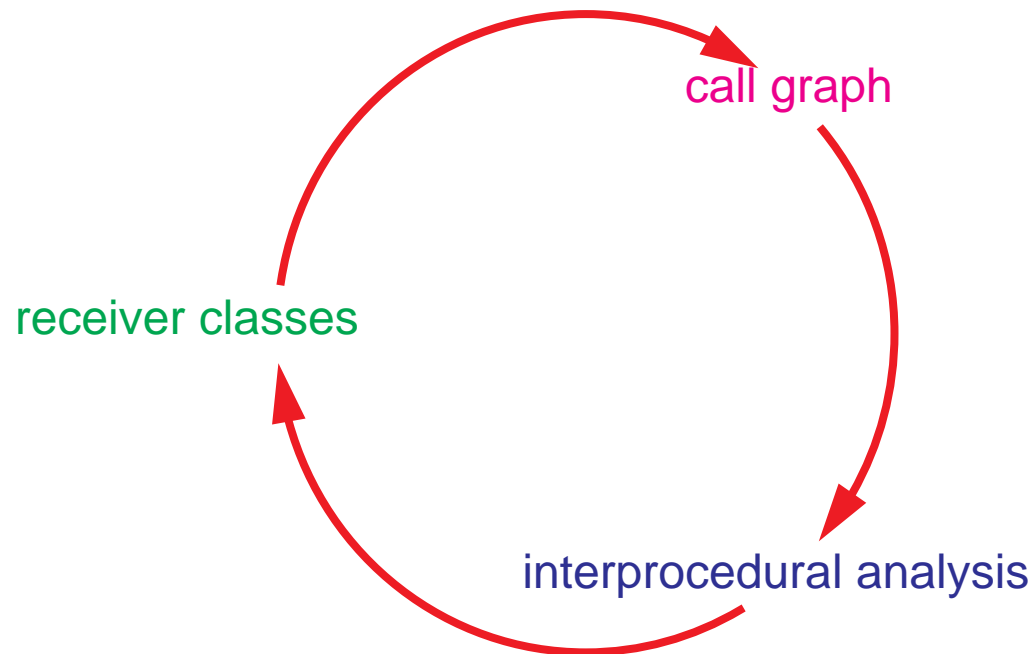 call graph
receiver classes
interprocedural analysis